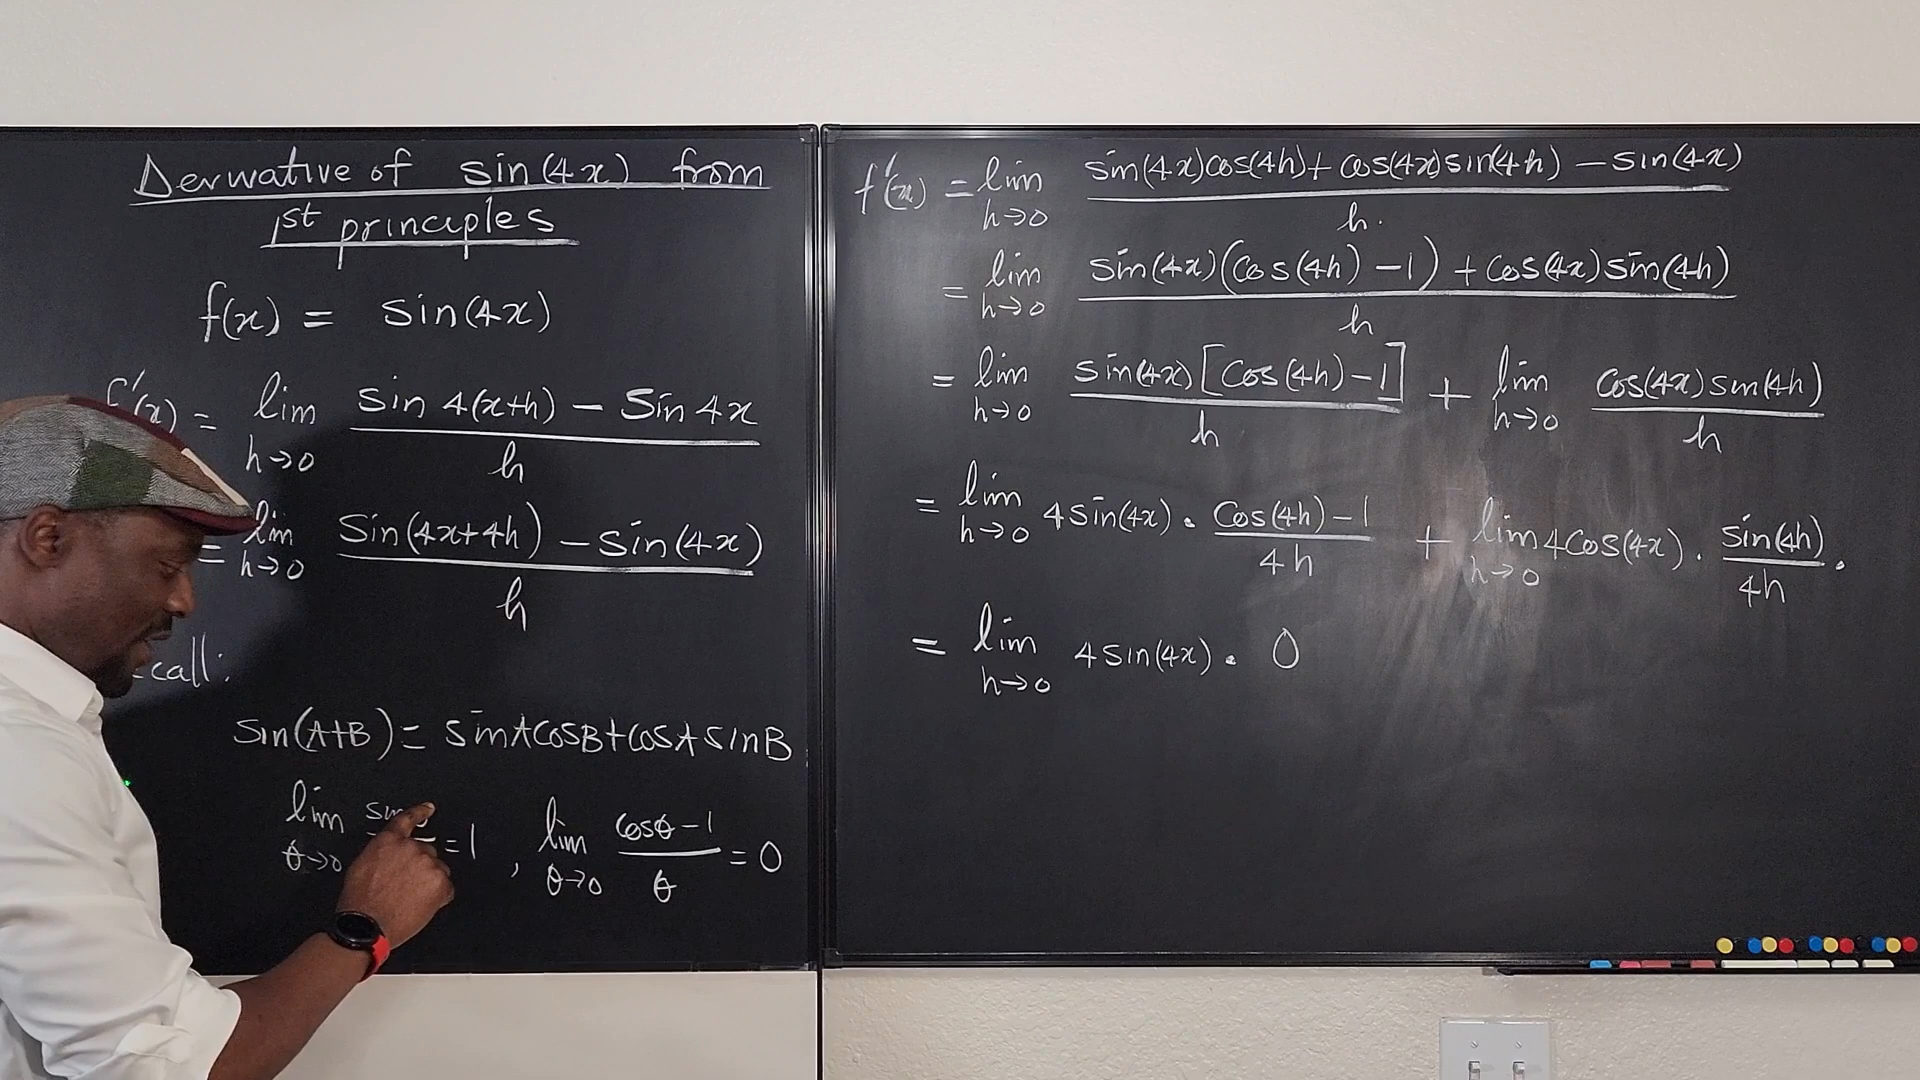 Derivative of sin(4x) from
1st principles
f(x) = sin(4x)
f'(x) = lim h→0 (sin 4(x+h) - Sin 4x)/h
= lim h→0 (Sin(4x+4h) - sin(4x))/h
call:
Sin(A+B) = sinAcosB+cosAsinB
lim θ→0 = 1 , lim θ→0 (cosθ-1)/θ = 0
f'(x) = lim h→0 (sin(4x)cos(4h)+cos(4x)sin(4h) - sin(4x))/h.
= lim h→0 (sin(4x)(cos(4h)-1) + cos(4x)sin(4h))/h
= lim h→0 (sin(4x)[cos(4h)-1])/h + lim h→0 (cos(4x)sin(4h))/h
= lim h→0 4sin(4x) · (cos(4h)-1)/4h + lim h→0 4cos(4x) · sin(4h)/4h .
= lim h→0 4sin(4x) · 0